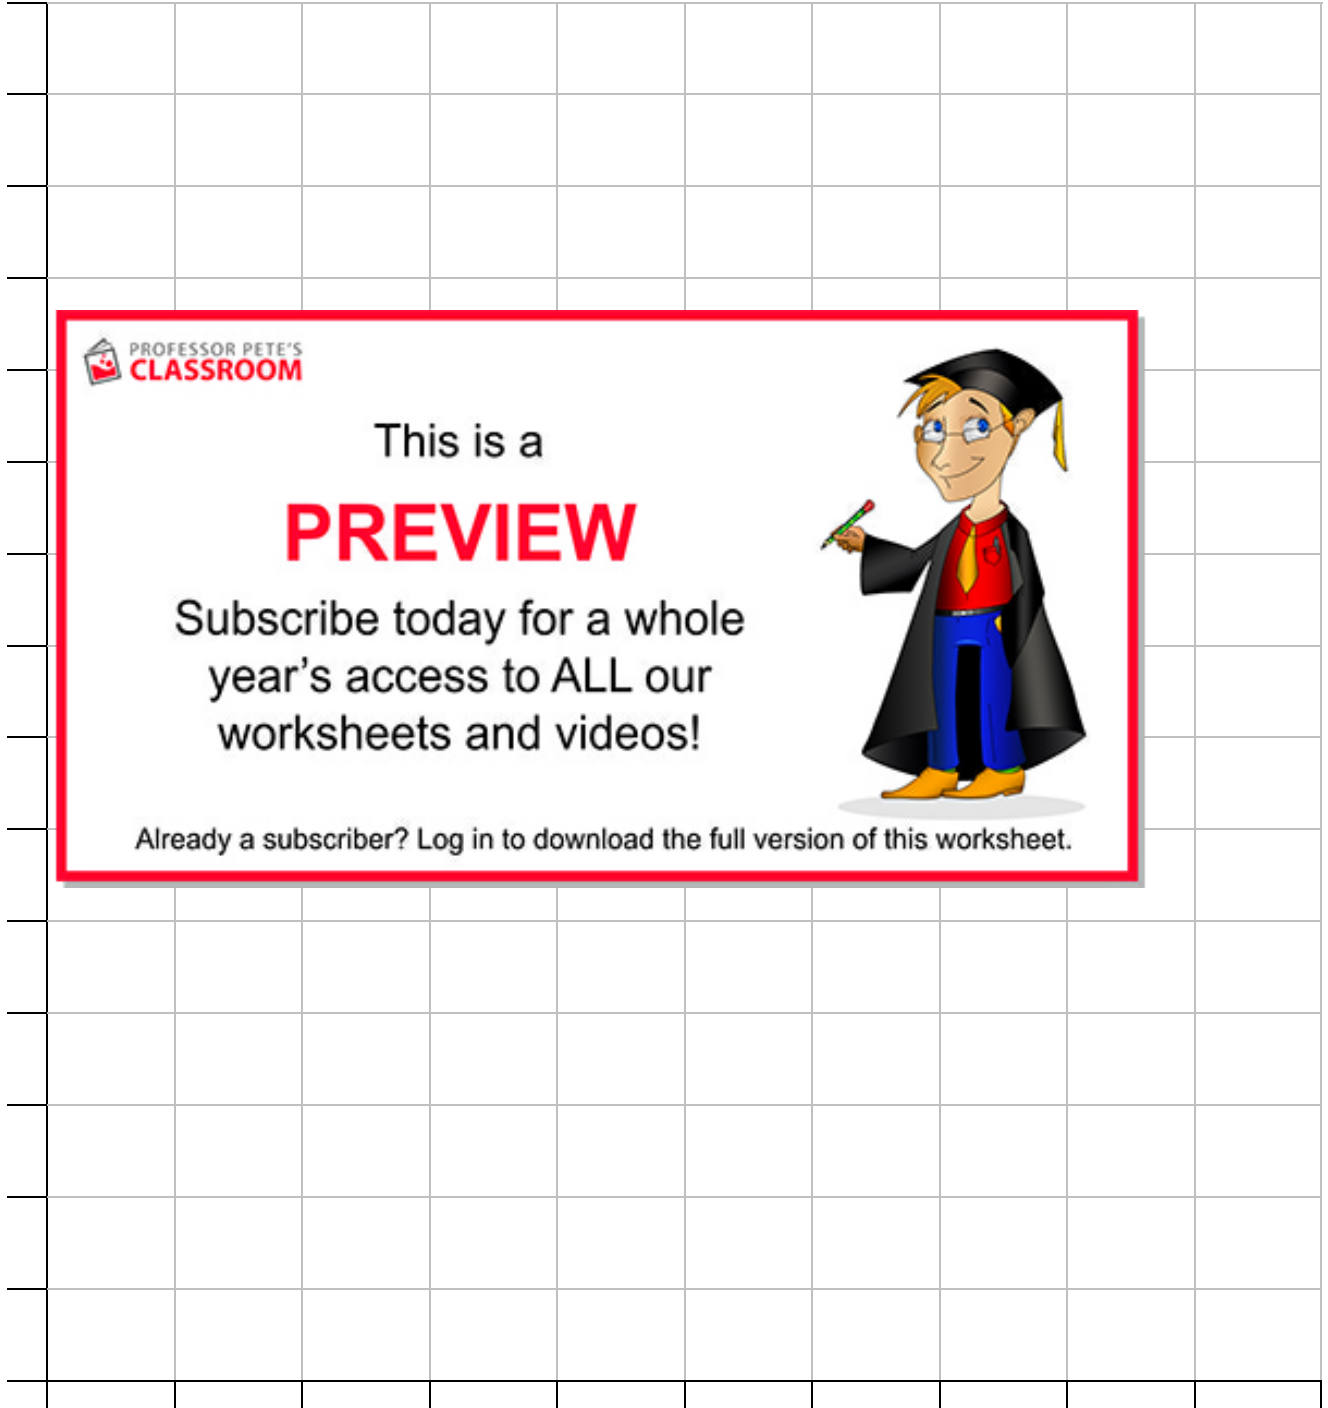 PROFESSOR PETE'S
CLASSROOM
This is a
PREVIEW
Subscribe today for a whole
year's access to ALL our
worksheets and videos!
Already a subscriber? Log in to download the full version of this worksheet.